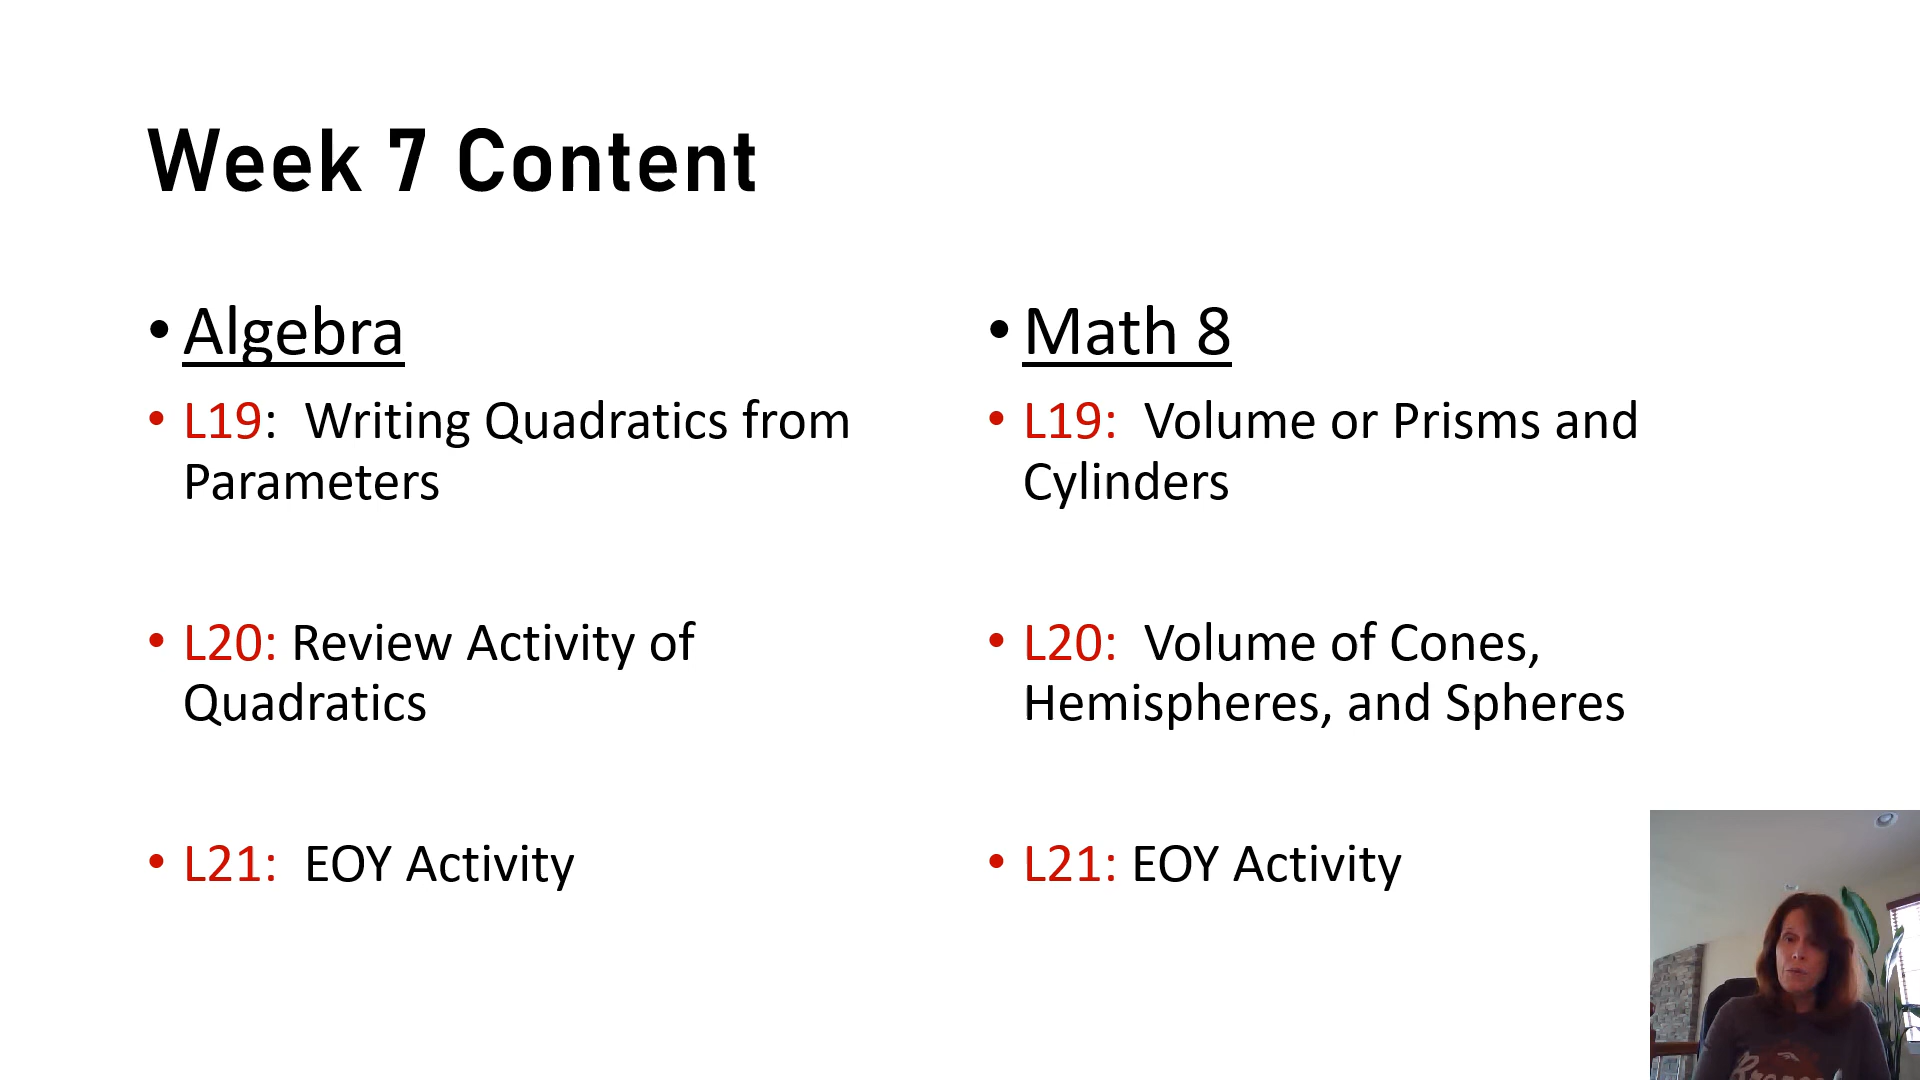 Week 7 Content
• Algebra
• L19:  Writing Quadratics from
Parameters
• L20: Review Activity of
Quadratics
• L21:  EOY Activity
• Math 8
• L19:  Volume or Prisms and
Cylinders
• L20:  Volume of Cones,
Hemispheres, and Spheres
• L21: EOY Activity